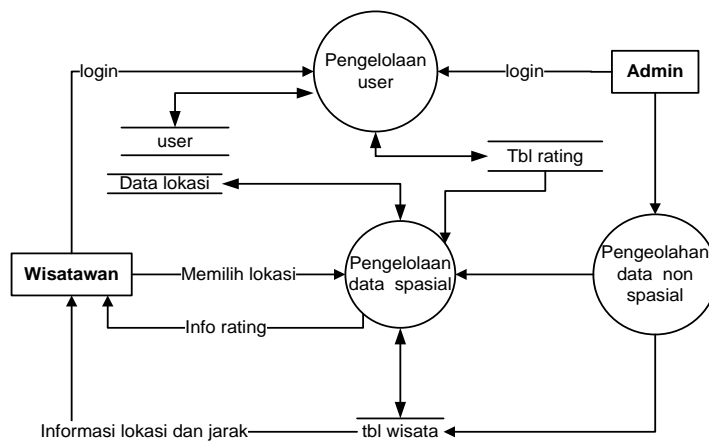 Pengelolaan
user
login
login
Admin
user
Tbl rating
Data lokasi
Wisatawan
Memilih lokasi
Pengelolaan
data spasial
Pengeolahan
data non
spasial
Info rating
Informasi lokasi dan jarak
tbl wisata